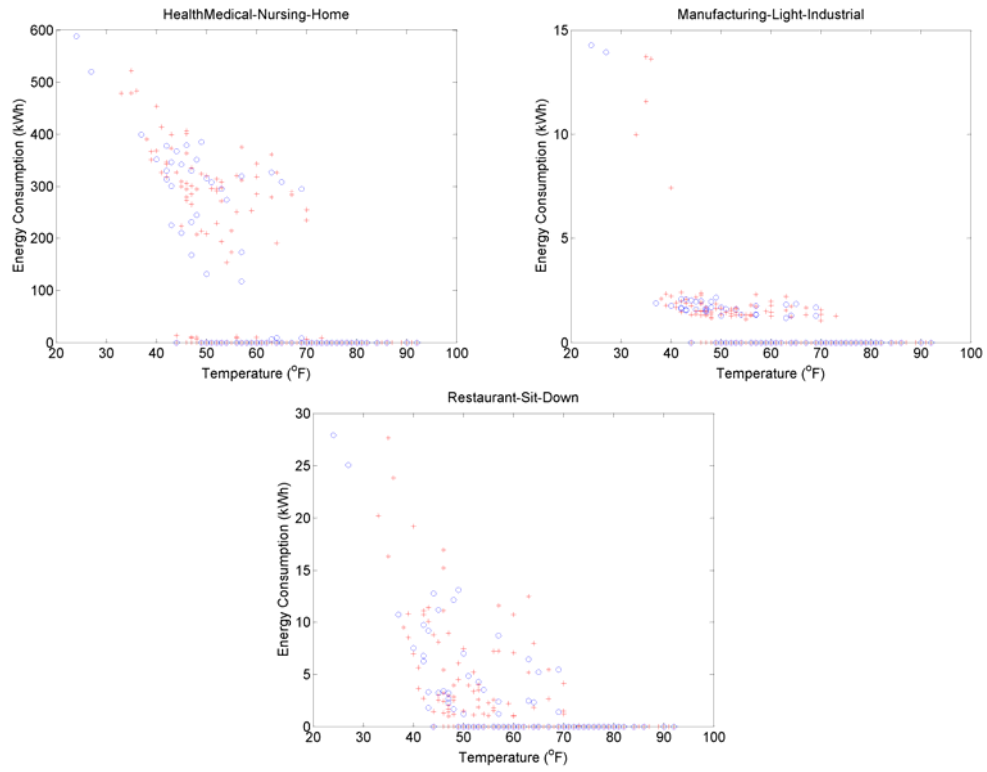 HealthMedical-Nursing-Home
600
500
400
300
200
100
0
Energy Consumption (kWh)
20 30 40 50 60 70 80 90 100
Temperature (°F)
Manufacturing-Light-Industrial
15
10
5
0
Energy Consumption (kWh)
20 30 40 50 60 70 80 90 100
Temperature (°F)
Restaurant-Sit-Down
30
25
20
15
10
5
0
Energy Consumption (kWh)
20 30 40 50 60 70 80 90 100
Temperature (°F)